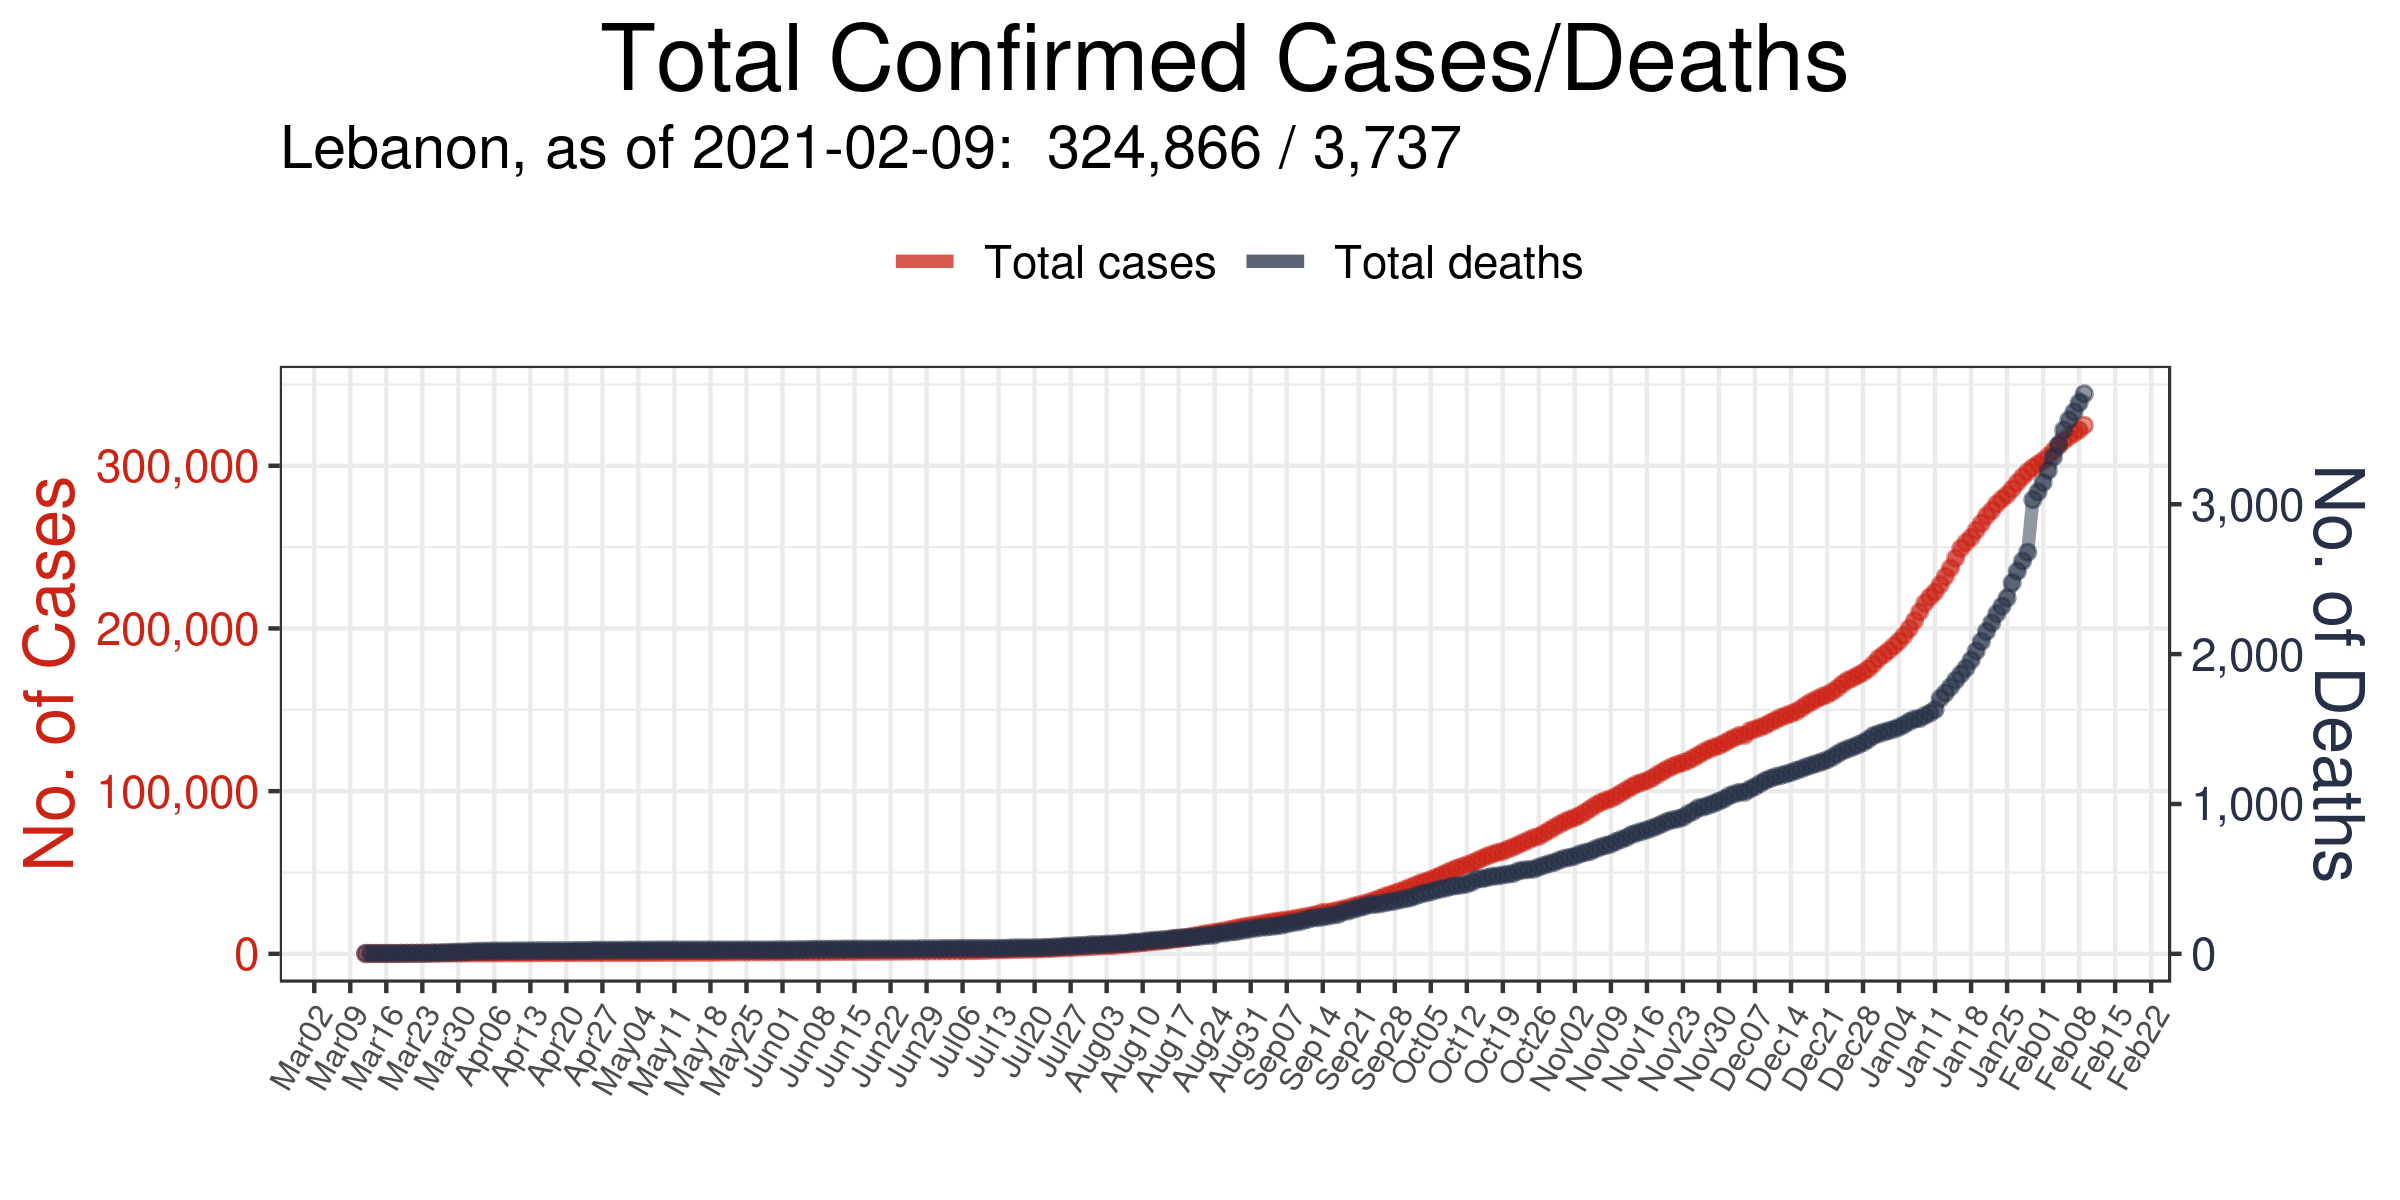 Total Confirmed Cases/Deaths
Lebanon, as of 2021-02-09:  324,866 / 3,737
Total cases
Total deaths
No. of Cases
300,000
200,000
100,000
0
3,000
2,000
1,000
0
No. of Deaths
Mar02
Mar09
Mar16
Mar23
Mar30
Apr06
Apr13
Apr20
Apr27
May04
May11
May18
May25
Jun01
Jun08
Jun15
Jun22
Jun29
Jul06
Jul13
Jul20
Jul27
Aug03
Aug10
Aug17
Aug24
Aug31
Sep07
Sep14
Sep21
Sep28
Oct05
Oct12
Oct19
Oct26
Nov02
Nov09
Nov16
Nov23
Nov30
Dec07
Dec14
Dec21
Dec28
Jan04
Jan11
Jan18
Jan25
Feb01
Feb08
Feb15
Feb22